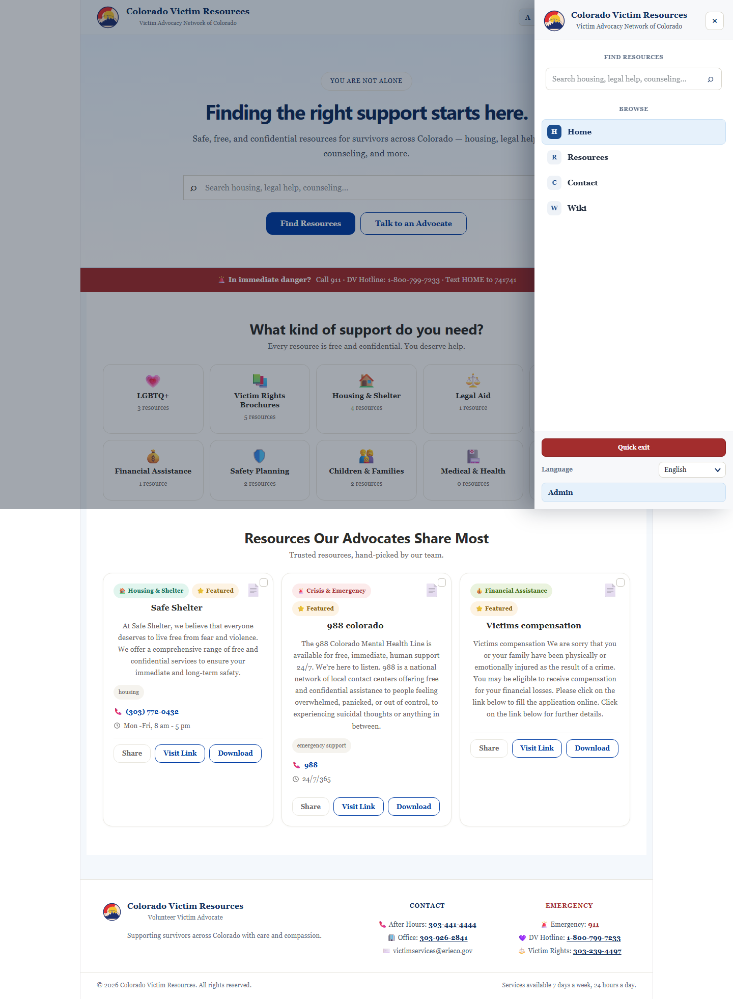 Colorado Victim Resources
Victim Advocacy Network of Colorado
A
YOU ARE NOT ALONE
Finding the right support starts here.
Safe, free, and confidential resources for survivors across Colorado — housing, legal help
counseling, and more.
Search housing, legal help, counseling...
Find Resources
Talk to an Advocate
In immediate danger? Call 911 · DV Hotline: 1-800-799-7233 · Text HOME to 741741
What kind of support do you need?
Every resource is free and confidential. You deserve help.
LGBTQ+
3 resources
Victim Rights
Brochures
5 resources
Housing & Shelter
4 resources
Legal Aid
1 resource
Financial Assistance
1 resource
Safety Planning
2 resources
Children & Families
2 resources
Medical & Health
0 resources
Colorado Victim Resources
Victim Advocacy Network of Colorado
×
FIND RESOURCES
Search housing, legal help, counseling...
BROWSE
H Home
R Resources
C Contact
W Wiki
Quick exit
Language
English
Admin
Resources Our Advocates Share Most
Trusted resources, hand-picked by our team.
Housing & Shelter
Featured
Safe Shelter
At Safe Shelter, we believe that everyone
deserves to live free from fear and violence.
We offer a comprehensive range of free and
confidential services to ensure your
immediate and long-term safety.
housing
(303) 772-0432
Mon -Fri, 8 am - 5 pm
Share
Visit Link
Download
Crisis & Emergency
Featured
988 colorado
The 988 Colorado Mental Health Line is
available for free, immediate, human support
24/7. We're here to listen. 988 is a national
network of local contact centers offering free
and confidential assistance to people feeling
overwhelmed, panicked, or out of control, to
experiencing suicidal thoughts or anything in
between.
emergency support
988
24/7/365
Share
Visit Link
Download
Financial Assistance
Featured
Victims compensation
Victims compensation We are sorry that you
or your family have been physically or
emotionally injured as the result of a crime.
You may be eligible to receive compensation
for your financial losses. Please click on the
link below to fill the application online. Click
on the link below for further details.
Share
Visit Link
Download
Colorado Victim Resources
Volunteer Victim Advocate
Supporting survivors across Colorado with care and compassion.
CONTACT
After Hours: 303-441-4444
Office: 303-926-2841
victimservices@erieco.gov
EMERGENCY
Emergency: 911
DV Hotline: 1-800-799-7233
Victim Rights: 303-239-4497
© 2026 Colorado Victim Resources. All rights reserved.
Services available 7 days a week, 24 hours a day.